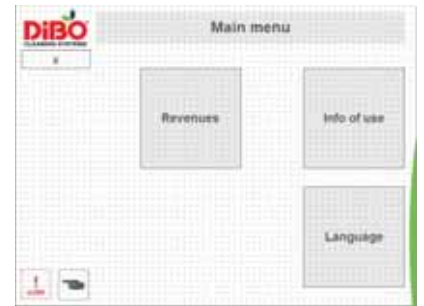 DiBO
CLEANING SYSTEMS
Main menu
Revenues
Info of use
Language